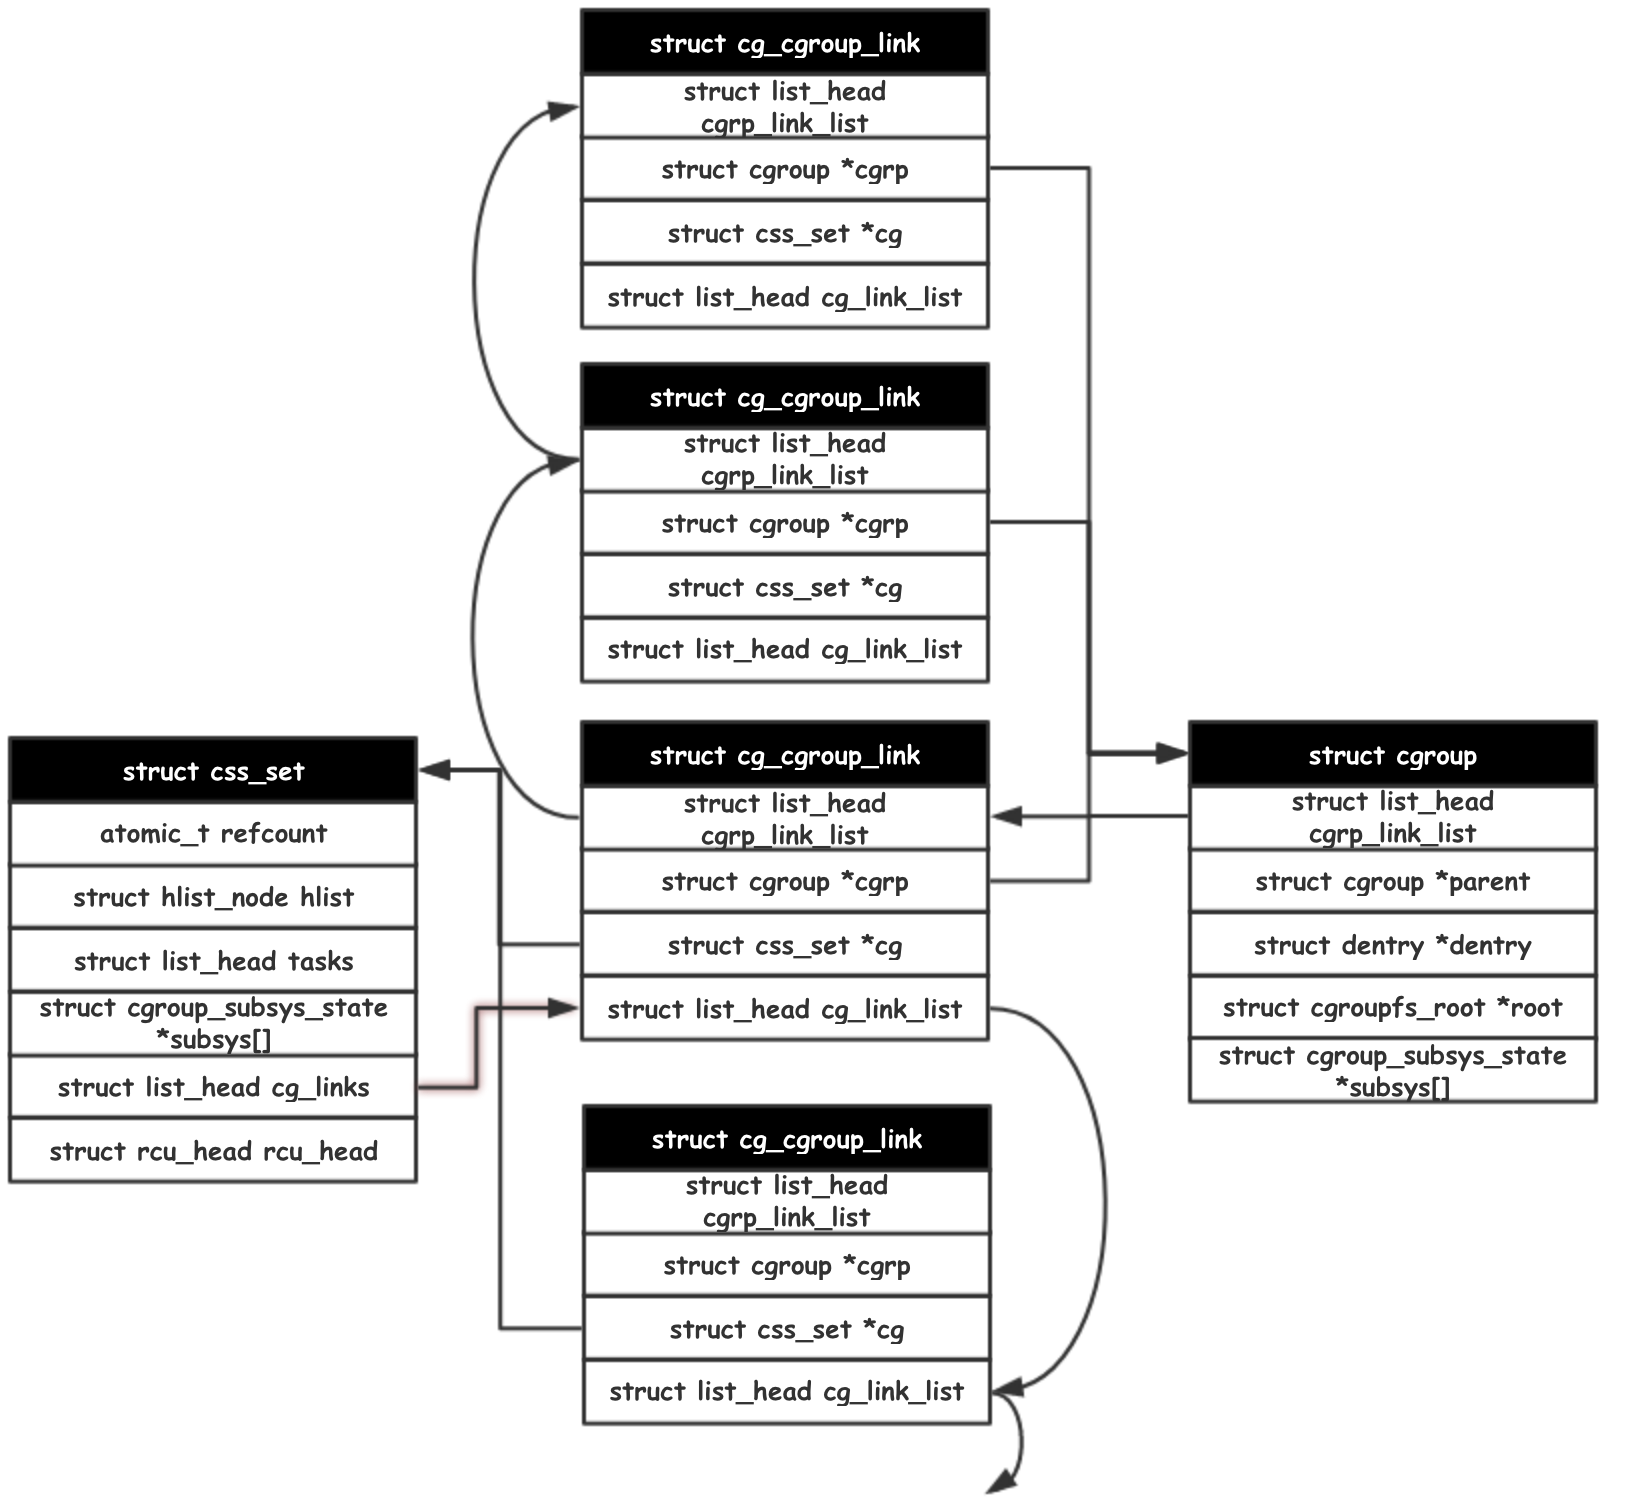 struct cg_cgroup_link
struct list_head
cgrp_link_list
struct cgroup *cgrp
struct css_set *cg
struct list_head cg_link_list
struct cg_cgroup_link
struct list_head
cgrp_link_list
struct cgroup *cgrp
struct css_set *cg
struct list_head cg_link_list
struct css_set
atomic_t refcount
struct hlist_node hlist
struct list_head tasks
struct cgroup_subsys_state
*subsys[]
struct list_head cg_links
struct rcu_head rcu_head
struct cg_cgroup_link
struct list_head
cgrp_link_list
struct cgroup *cgrp
struct css_set *cg
struct list_head cg_link_list
struct cgroup
struct list_head
cgrp_link_list
struct cgroup *parent
struct dentry *dentry
struct cgroupfs_root *root
struct cgroup_subsys_state
*subsys[]
struct cg_cgroup_link
struct list_head
cgrp_link_list
struct cgroup *cgrp
struct css_set *cg
struct list_head cg_link_list